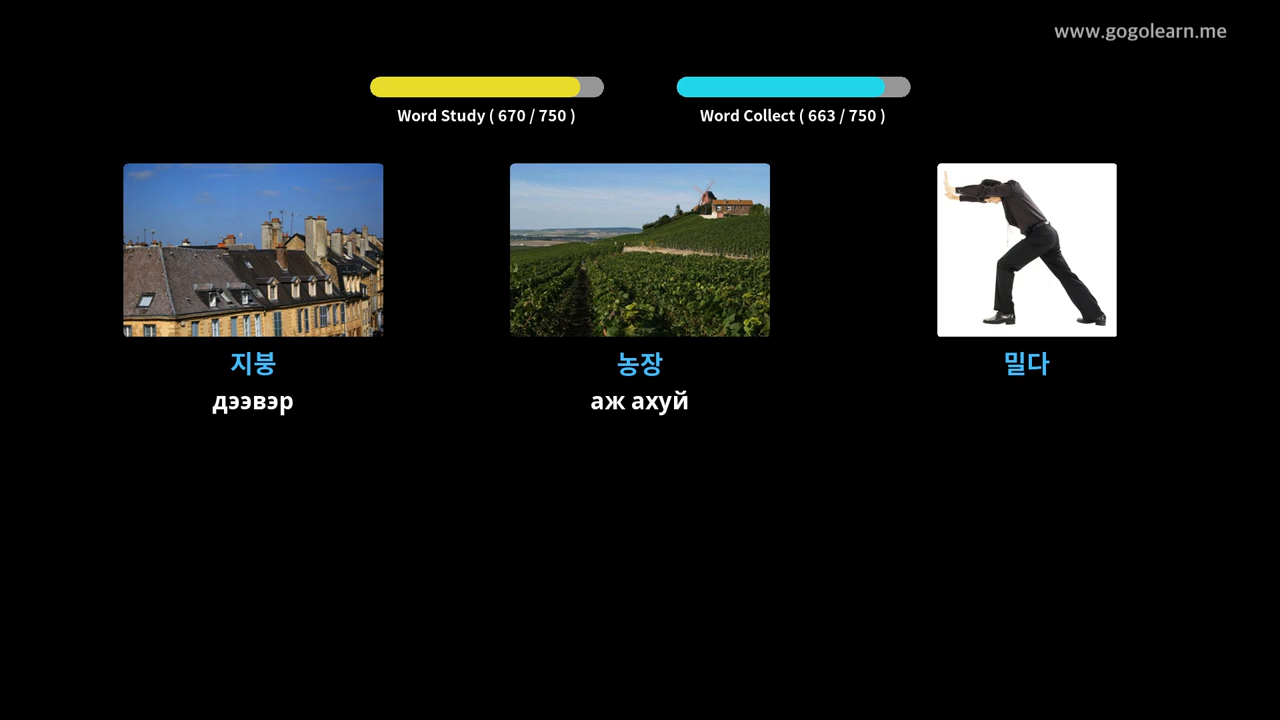 www.gogolearn.me
Word Study ( 670 / 750 )
Word Collect ( 663 / 750 )
지붕
농장
밀다
дээвэр
аж ахуй